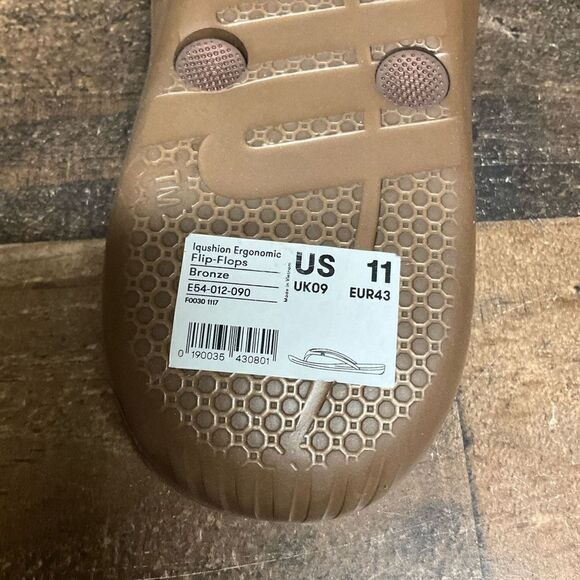 TM
Iqushion Ergonomic
Flip-Flops
Bronze
E54-012-090
F0030 1117
Made in Vietnam
US 11
UK09 EUR43
0 190035 430801